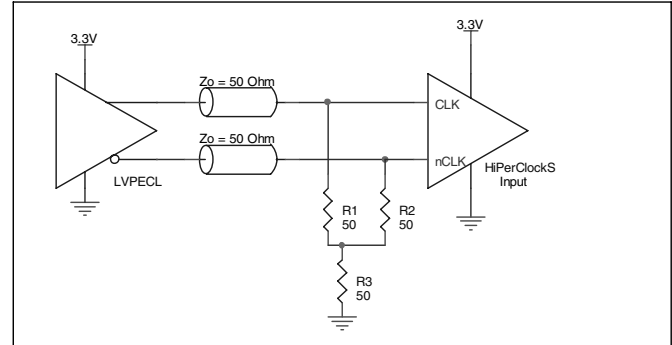 3.3V
3.3V
Zo = 50 Ohm
CLK
Zo = 50 Ohm
nCLK
LVPECL
HiPerClockS
Input
R1
50
R2
50
R3
50